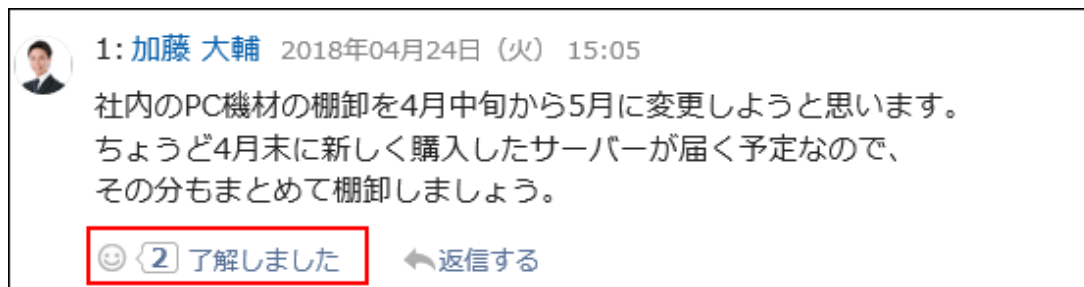 1: 加藤 大輔 2018年04月24日（火） 15:05
社内のPC機材の棚卸を4月中旬から5月に変更しようと思います。
ちょうど4月末に新しく購入したサーバーが届く予定なので、
その分もまとめて棚卸しましょう。
2 了解しました 返信する